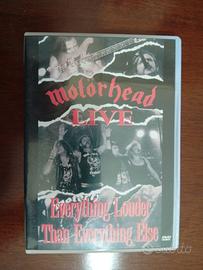 Motörhead
LIVE
Everything Louder
Than Everything Else
DVD